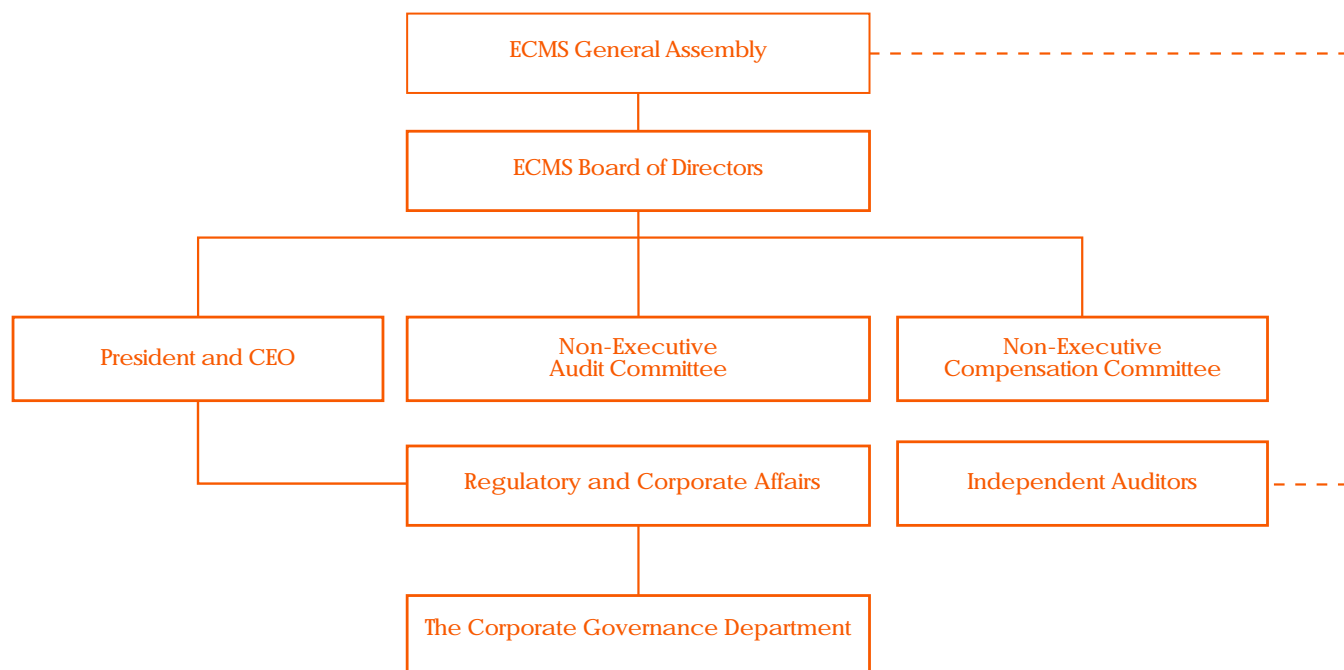 ECMS General Assembly
ECMS Board of Directors
President and CEO
Non-Executive
Audit Committee
Non-Executive
Compensation Committee
Regulatory and Corporate Affairs
Independent Auditors
The Corporate Governance Department